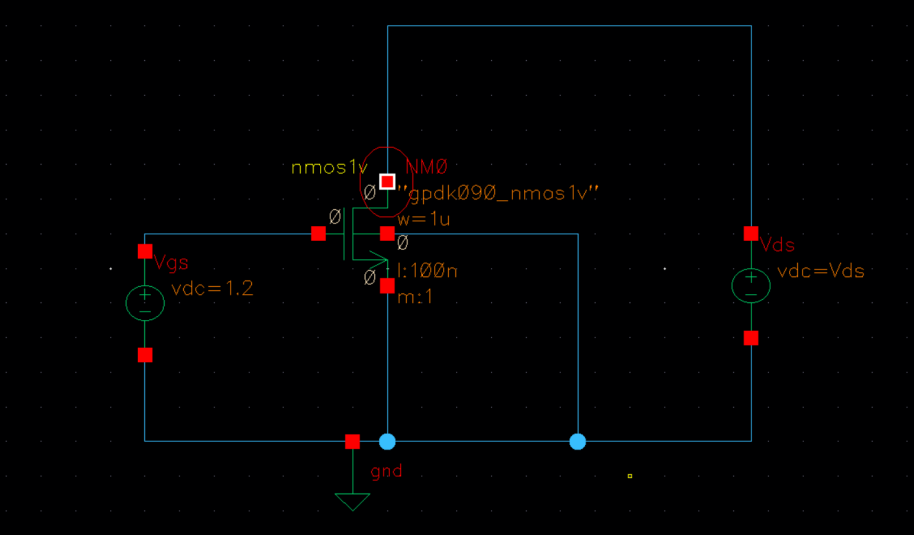 nmos1v
NM0
0
"gpdk090_nmos1v"
0
w=1u
0
Vgs
vdc=1.2
l:100n
0
m:1
Vds
vdc=Vds
gnd